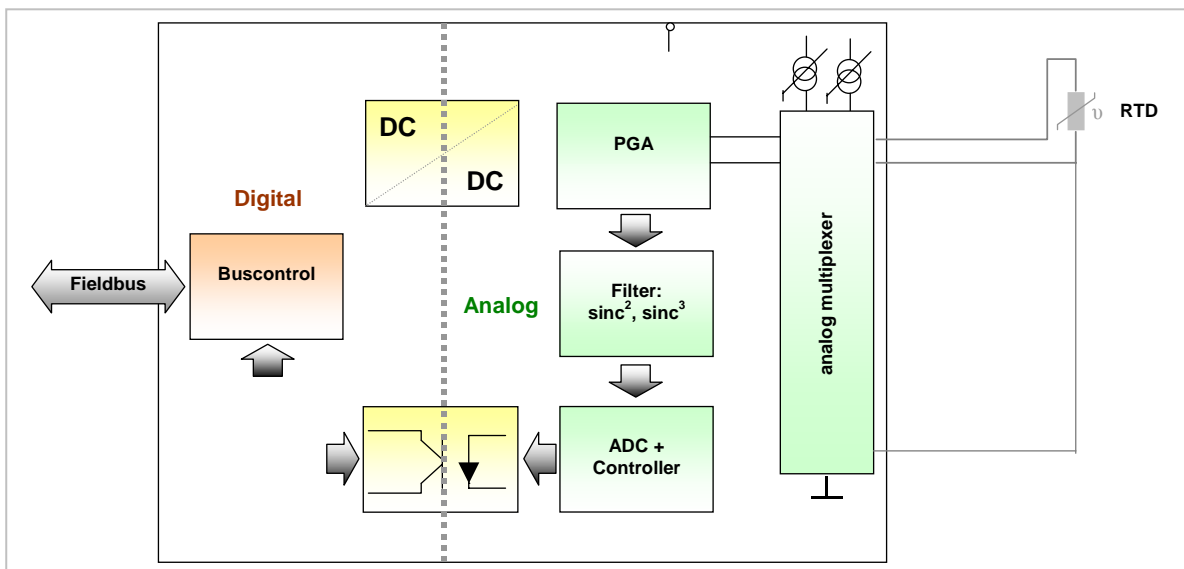 DC
DC
PGA
υ
RTD
Digital
Buscontrol
Fieldbus
Analog
Filter:
sinc², sinc³
analog multiplexer
ADC +
Controller